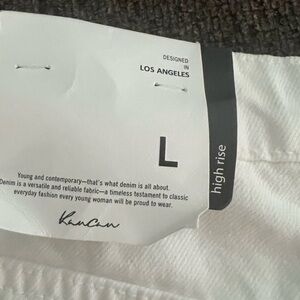 DESIGNED
IN
LOS ANGELES
L
high rise
Young and contemporary—that's what denim is all about.
Denim is a versatile and reliable fabric—a timeless testament to classic
everyday fashion every young woman will be proud to wear.
KanCan